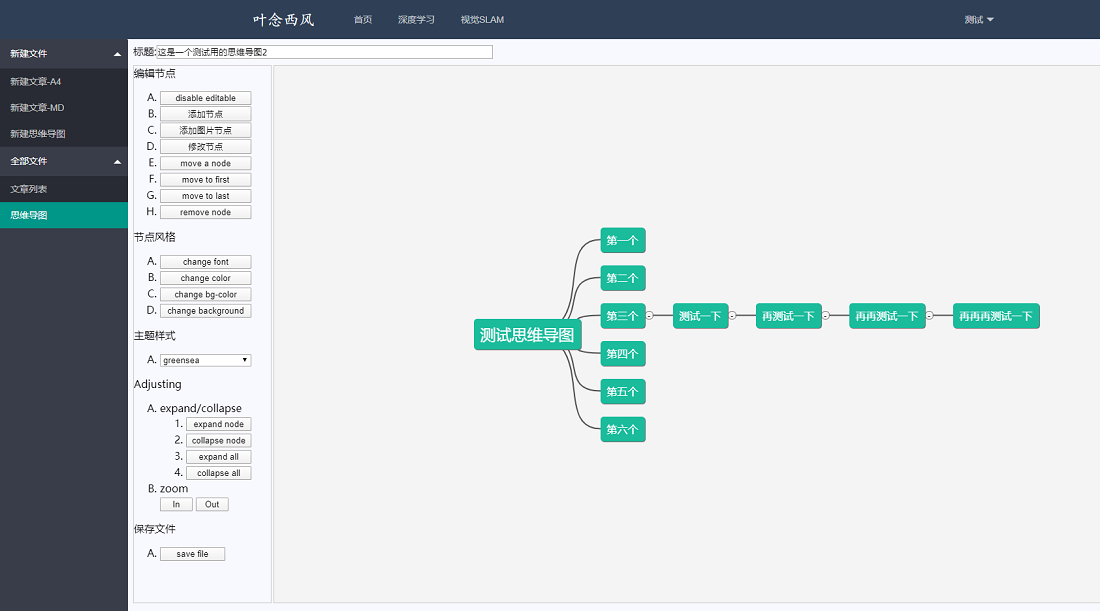 叶念西风 首页 深度学习 视觉SLAM 测试
新建文件
新建文章-A4
新建文章-MD
新建思维导图
全部文件
文章列表
思维导图
标题:这是一个测试用的思维导图2
编辑节点
A. disable editable
B. 添加节点
C. 添加图片节点
D. 修改节点
E. move a node
F. move to first
G. move to last
H. remove node
节点风格
A. change font
B. change color
C. change bg-color
D. change background
主题样式
A. greensea
Adjusting
A. expand/collapse
1. expand node
2. collapse node
3. expand all
4. collapse all
B. zoom
In Out
保存文件
A. save file
测试思维导图
第一个
第二个
第三个 测试一下 再测试一下 再再测试一下 再再再测试一下
第四个
第五个
第六个